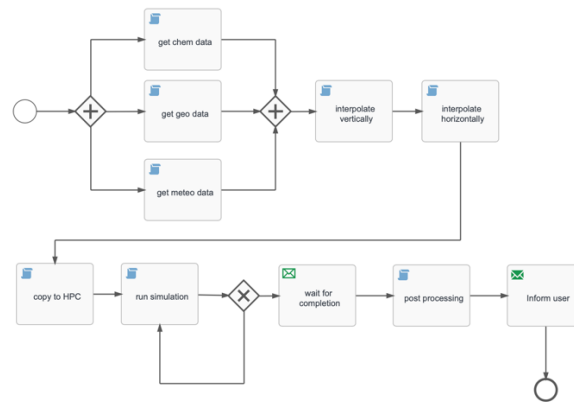 get chem data
get geo data
get meteo data
interpolate
vertically
interpolate
horizontally
copy to HPC
run simulation
wait for
completion
post processing
Inform user